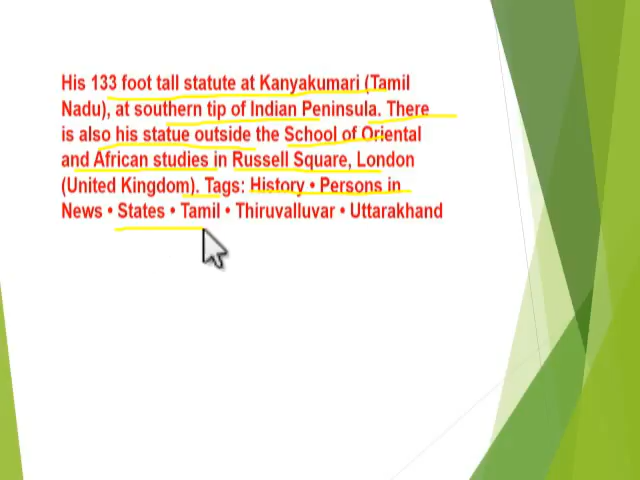 His 133 foot tall statute at Kanyakumari (Tamil
Nadu), at southern tip of Indian Peninsula. There
is also his statue outside the School of Oriental
and African studies in Russell Square, London
(United Kingdom). Tags: History • Persons in
News • States • Tamil • Thiruvalluvar • Uttarakhand